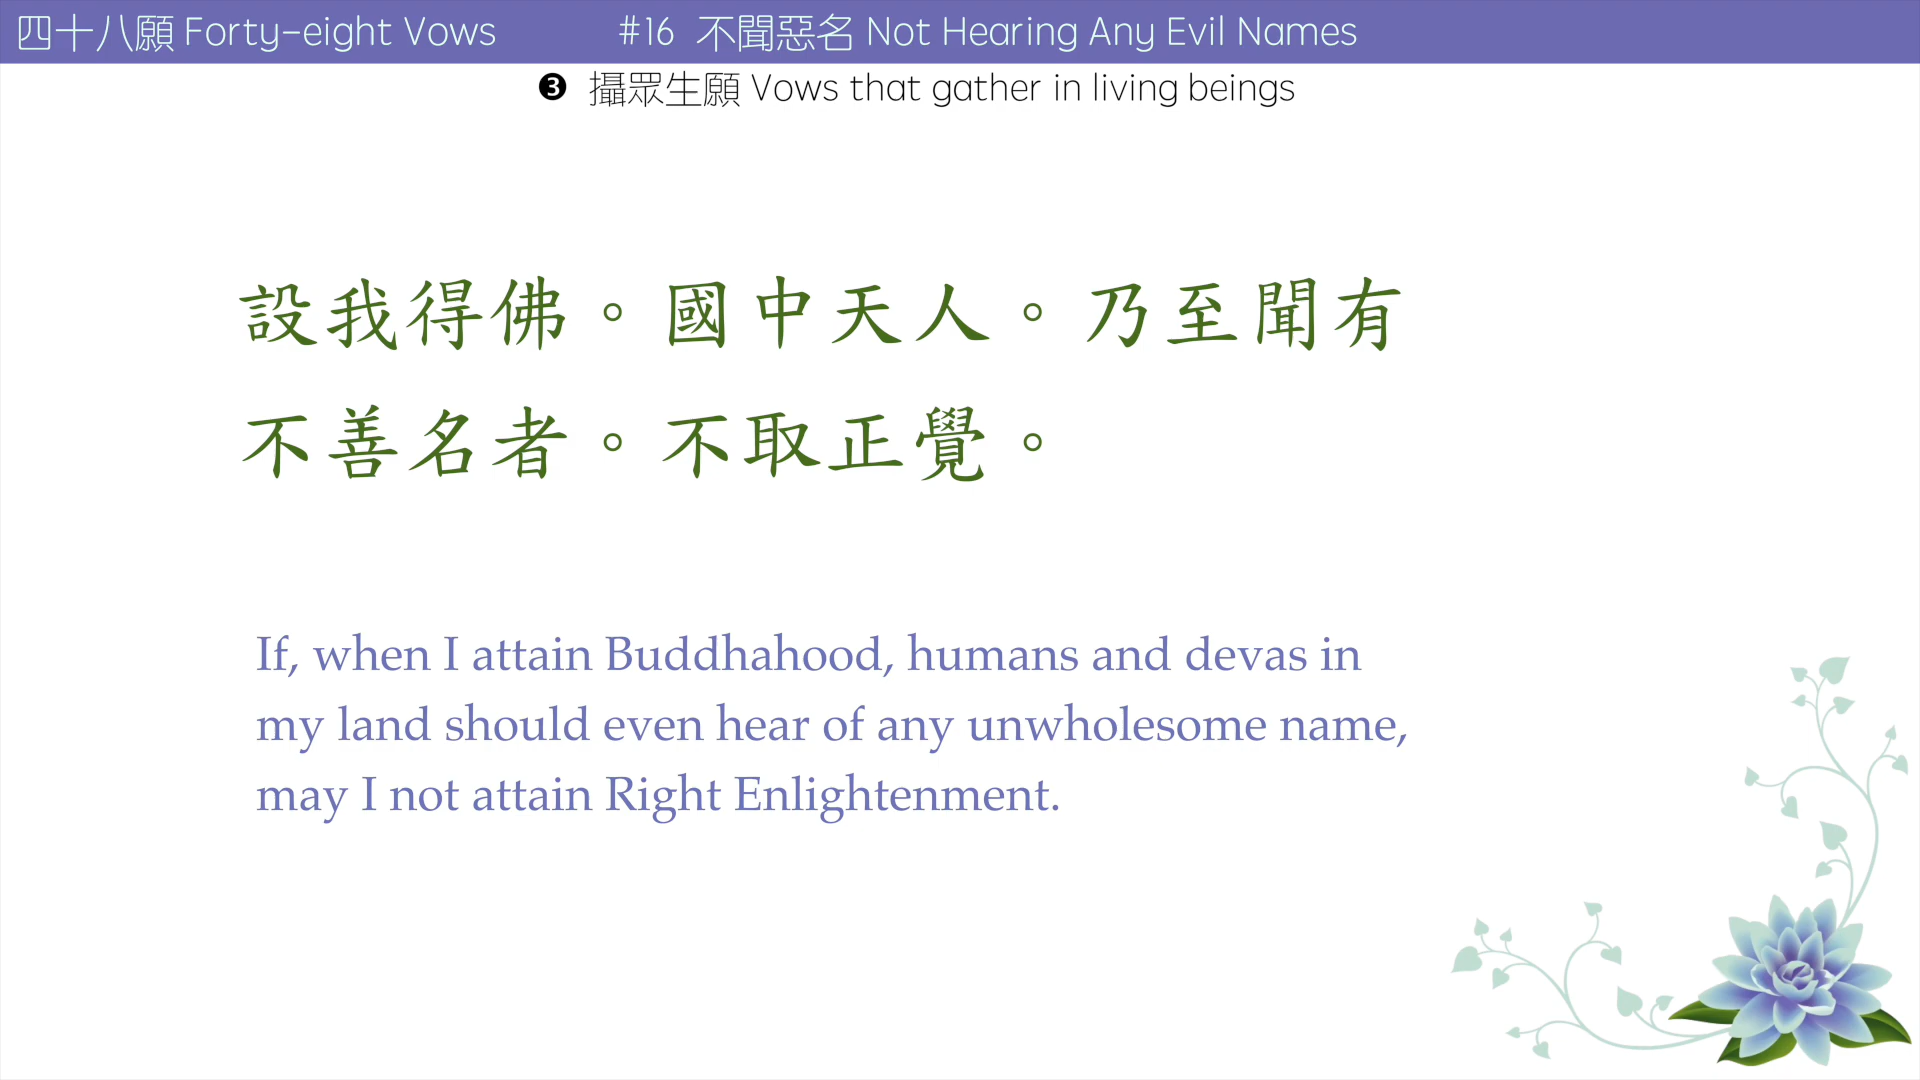 四十八願 Forty-eight Vows #16 不聞惡名 Not Hearing Any Evil Names
❸ 攝眾生願 Vows that gather in living beings
設我得佛。國中天人。乃至聞有
不善名者。不取正覺。
If, when I attain Buddhahood, humans and devas in
my land should even hear of any unwholesome name,
may I not attain Right Enlightenment.